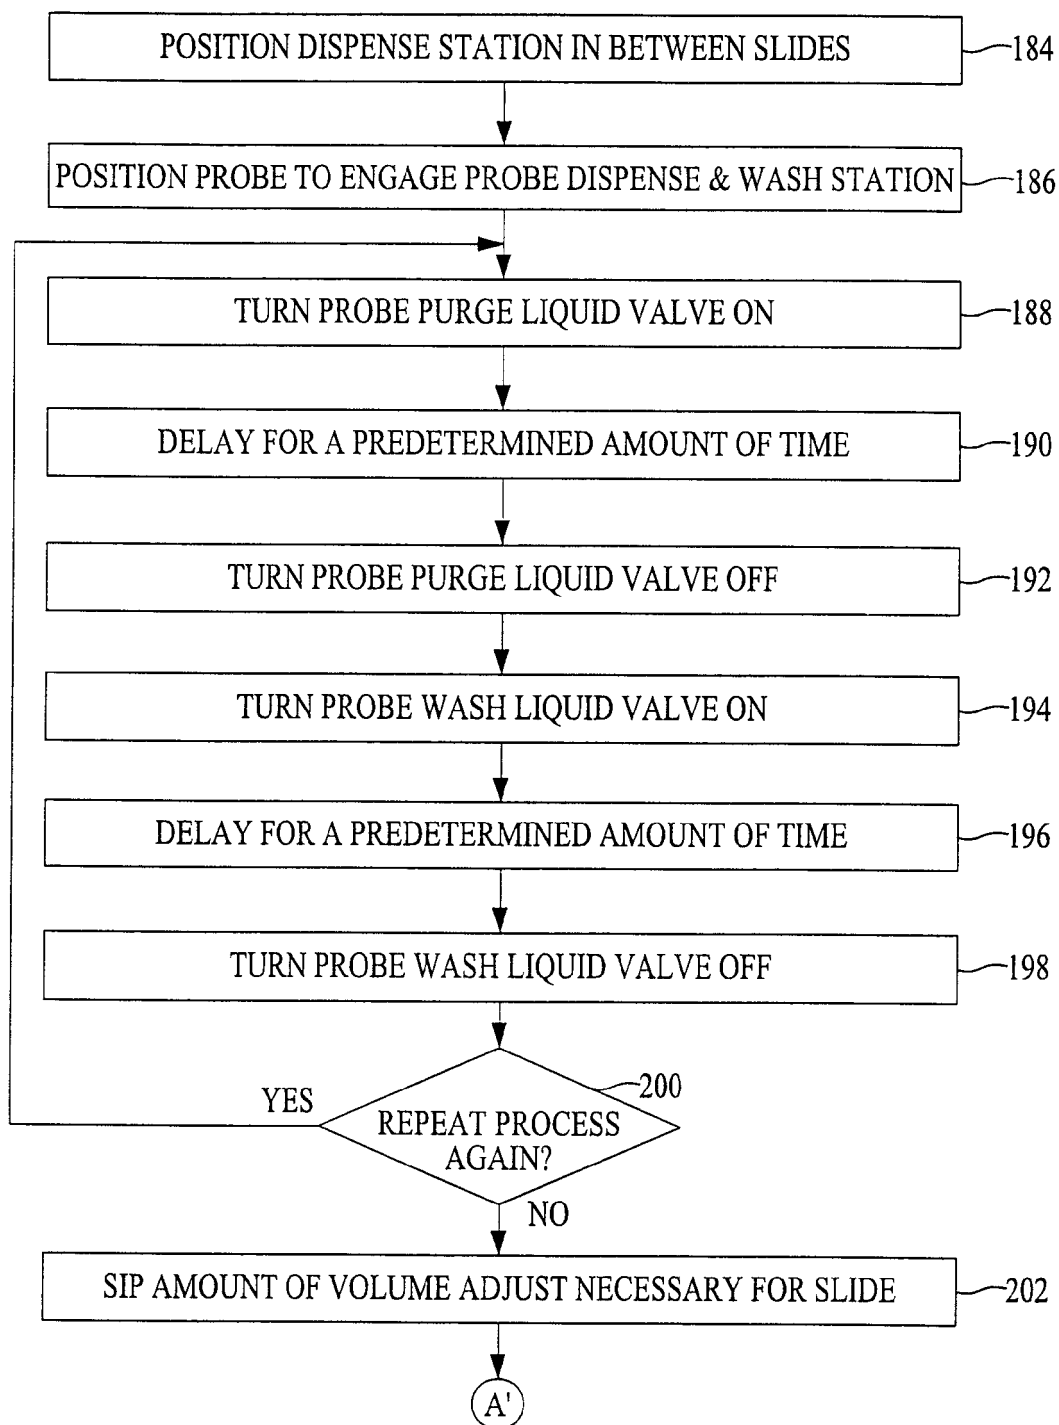 POSITION DISPENSE STATION IN BETWEEN SLIDES
184
POSITION PROBE TO ENGAGE PROBE DISPENSE & WASH STATION
186
TURN PROBE PURGE LIQUID VALVE ON
188
DELAY FOR A PREDETERMINED AMOUNT OF TIME
190
TURN PROBE PURGE LIQUID VALVE OFF
192
TURN PROBE WASH LIQUID VALVE ON
194
DELAY FOR A PREDETERMINED AMOUNT OF TIME
196
TURN PROBE WASH LIQUID VALVE OFF
198
200
YES
REPEAT PROCESS
AGAIN?
NO
SIP AMOUNT OF VOLUME ADJUST NECESSARY FOR SLIDE
202
A'